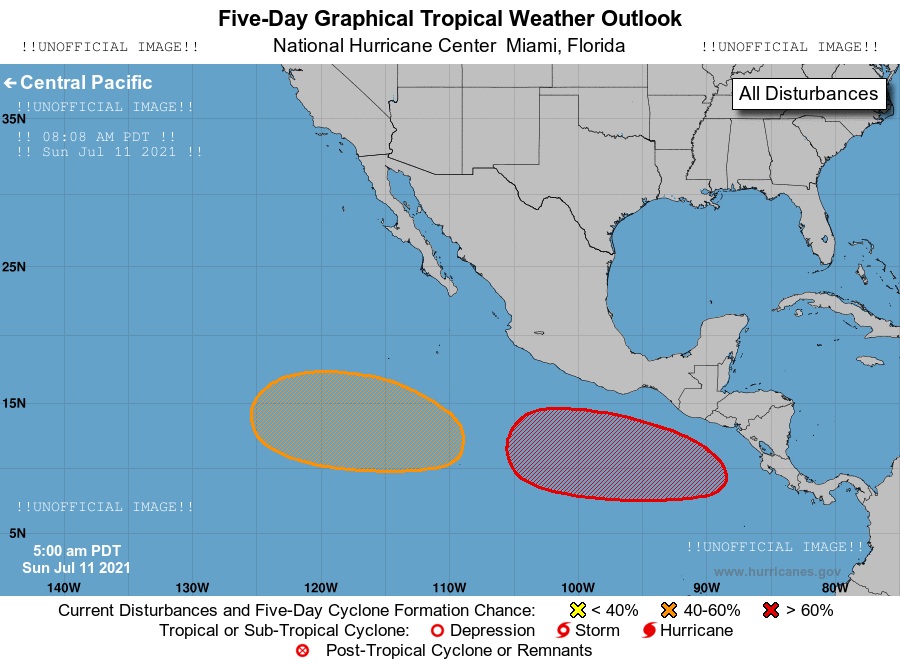 Five-Day Graphical Tropical Weather Outlook
!!UNOFFICIAL IMAGE!! National Hurricane Center  Miami, Florida !!UNOFFICIAL IMAGE!!
Central Pacific
All Disturbances
!!UNOFFICIAL IMAGE!!
35N
!! 08:08 AM PDT !!
!! Sun Jul 11 2021 !!
25N
15N
!!UNOFFICIAL IMAGE!!
5N
!!UNOFFICIAL IMAGE!!
5:00 am PDT
Sun Jul 11 2021
www.hurricanes.gov
140W 130W 120W 110W 100W 90W 80W
Current Disturbances and Five-Day Cyclone Formation Chance: < 40% 40-60% > 60%
Tropical or Sub-Tropical Cyclone: Depression Storm Hurricane
Post-Tropical Cyclone or Remnants